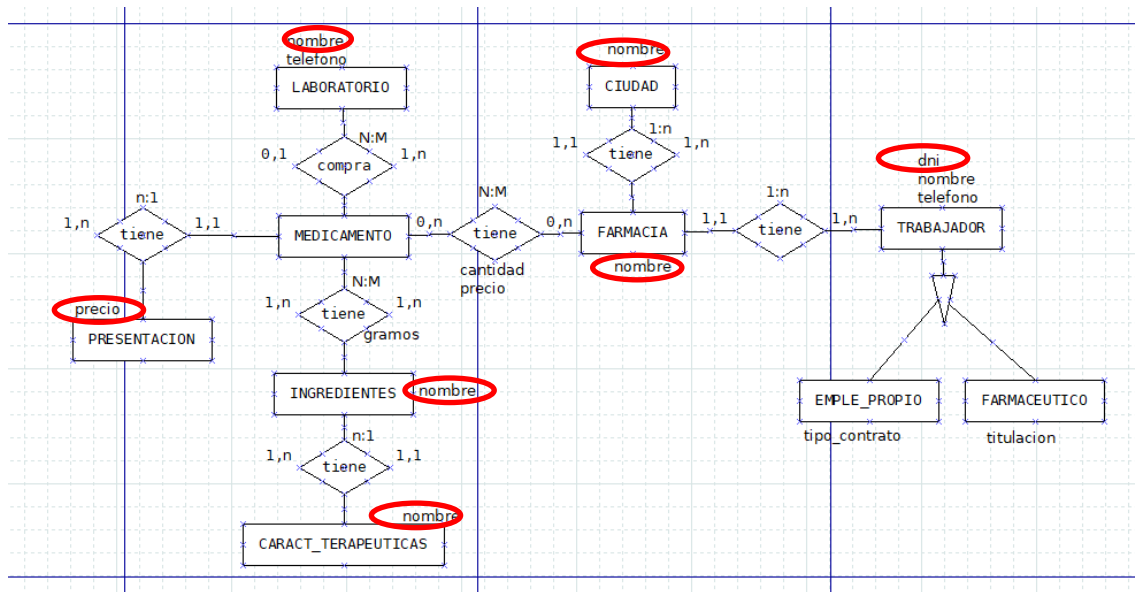 nombre
telefono
LABORATORIO
N:M
0,1
compra
1,n
nombre
CIUDAD
1:n
1,1
tiene
1,n
dni
nombre
telefono
TRABAJADOR
n:1
1,n
tiene
1,1
MEDICAMENTO
N:M
0,n
tiene
0,n
cantidad
precio
FARMACIA
nombre
1:n
1,1
tiene
1,n
precio
PRESENTACION
N:M
1,n
tiene
1,n
gramos
INGREDIENTES
nombre
n:1
1,n
tiene
1,1
nombre
CARACT_TERAPEUTICAS
EMPLE_PROPIO
tipo_contrato
FARMACEUTICO
titulacion